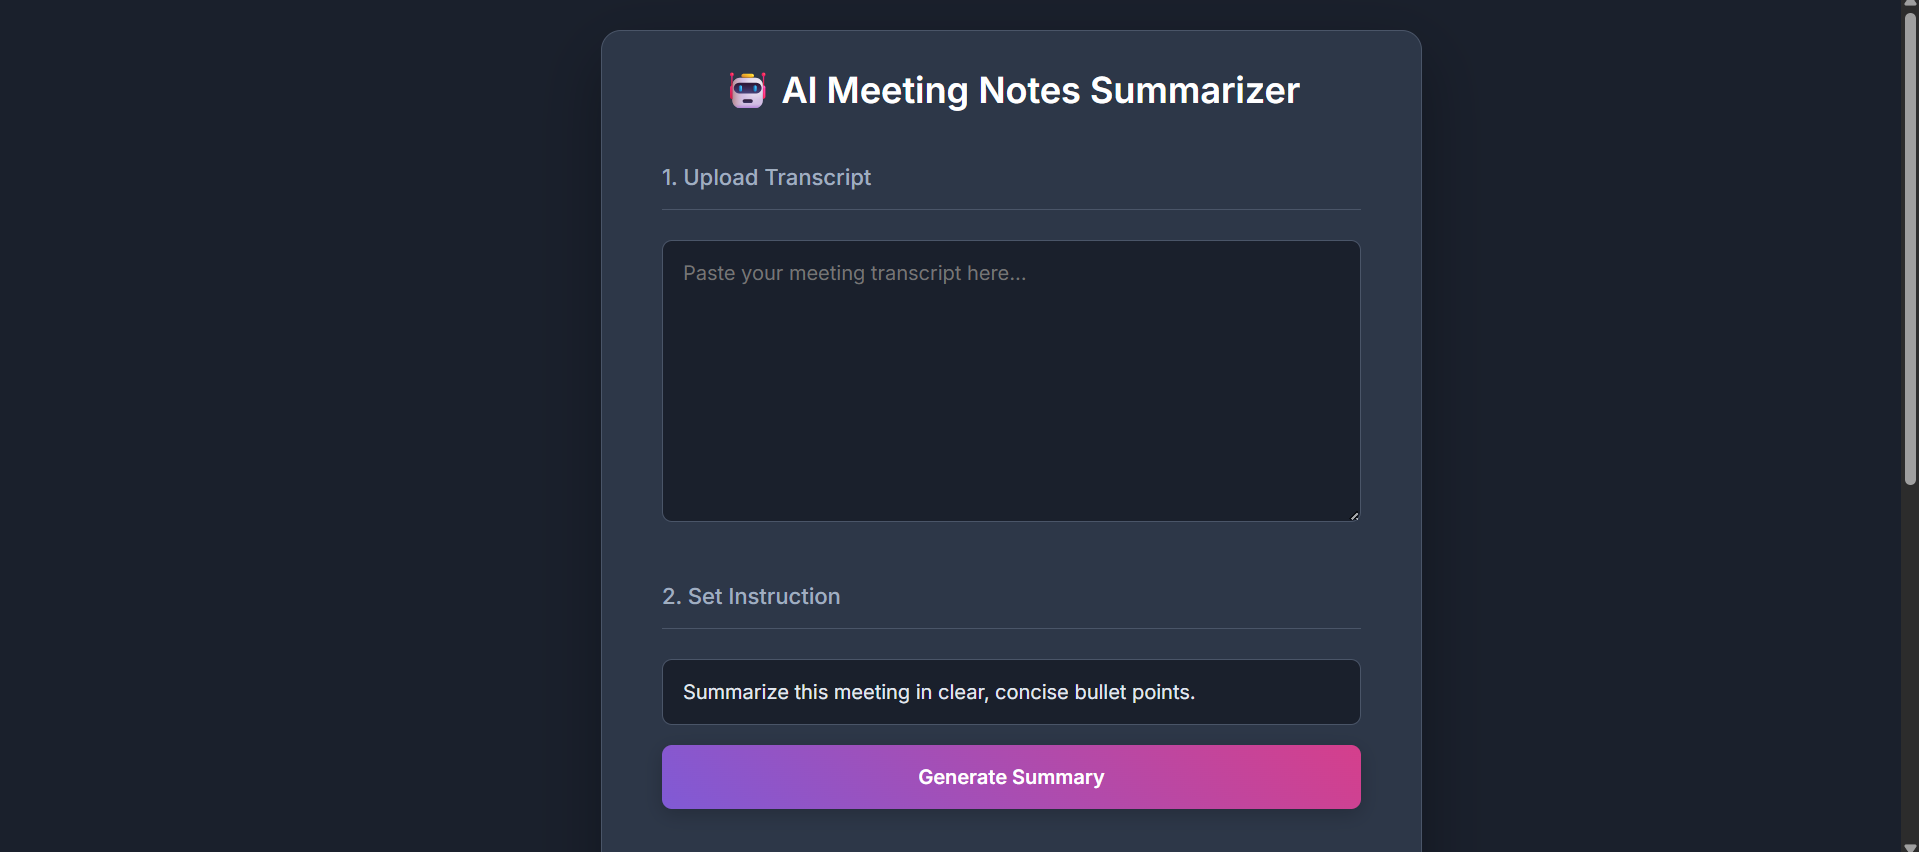 AI Meeting Notes Summarizer
1. Upload Transcript
Paste your meeting transcript here...
2. Set Instruction
Summarize this meeting in clear, concise bullet points.
Generate Summary